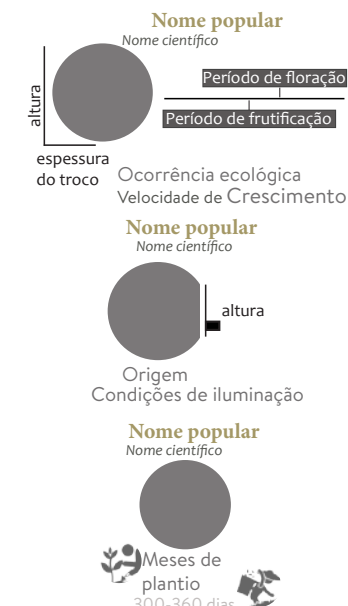 Nome popular
Nome científico
altura
Período de floração
Período de frutificação
espessura
do troco
Ocorrência ecológica
Velocidade de Crescimento
Nome popular
Nome científico
altura
Origem
Condições de iluminação
Nome popular
Nome científico
Meses de
plantio
300-360 dias